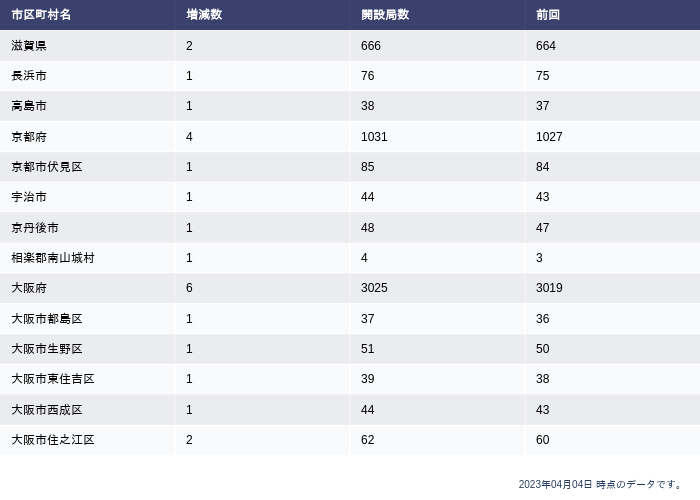 市区町村名 増減数 開設局数 前回
滋賀県 2 666 664
長浜市 1 76 75
高島市 1 38 37
京都府 4 1031 1027
京都市伏見区 1 85 84
宇治市 1 44 43
京丹後市 1 48 47
相楽郡南山城村 1 4 3
大阪府 6 3025 3019
大阪市都島区 1 37 36
大阪市生野区 1 51 50
大阪市東住吉区 1 39 38
大阪市西成区 1 44 43
大阪市住之江区 2 62 60
2023年04月04日 時点のデータです。